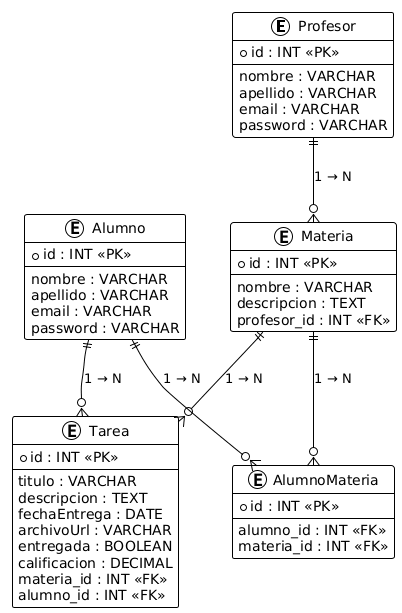 E Profesor
id : INT «PK»
nombre : VARCHAR
apellido : VARCHAR
email : VARCHAR
password : VARCHAR
1 → N
E Alumno
id : INT «PK»
nombre : VARCHAR
apellido : VARCHAR
email : VARCHAR
password : VARCHAR
E Materia
id : INT «PK»
nombre : VARCHAR
descripcion : TEXT
profesor_id : INT «FK»
1 → N
1 → N
1 → N
1 → N
E Tarea
id : INT «PK»
titulo : VARCHAR
descripcion : TEXT
fechaEntrega : DATE
archivoUrl : VARCHAR
entregada : BOOLEAN
calificacion : DECIMAL
materia_id : INT «FK»
alumno_id : INT «FK»
E AlumnoMateria
id : INT «PK»
alumno_id : INT «FK»
materia_id : INT «FK»